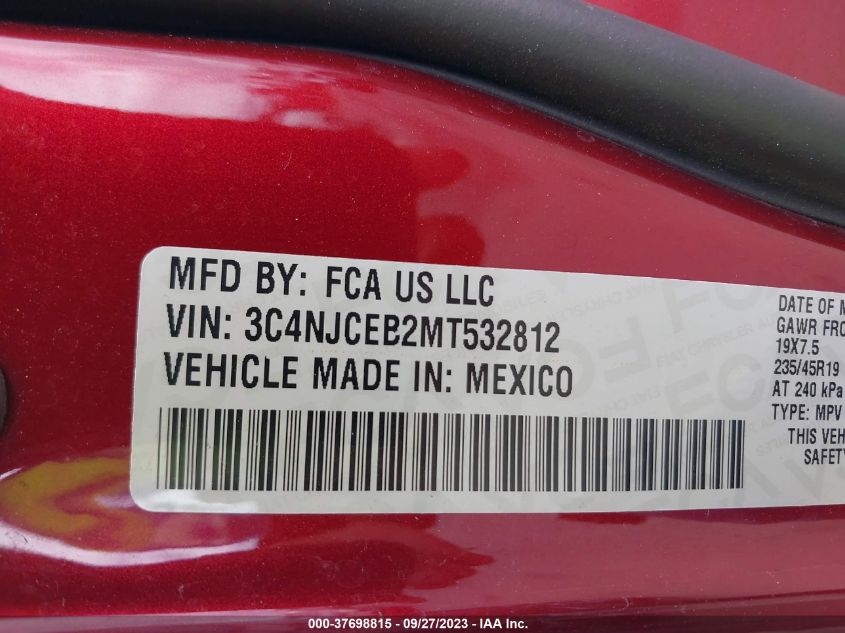 MFD BY: FCA US LLC
VIN: 3C4NJCEB2MT532812
VEHICLE MADE IN: MEXICO
DATE OF M
GAWR FRO
19X7.5
235/45R19
AT 240 kPa
TYPE: MPV
THIS VEH
SAFETY
000-37698815 - 09/27/2023 - IAA Inc.